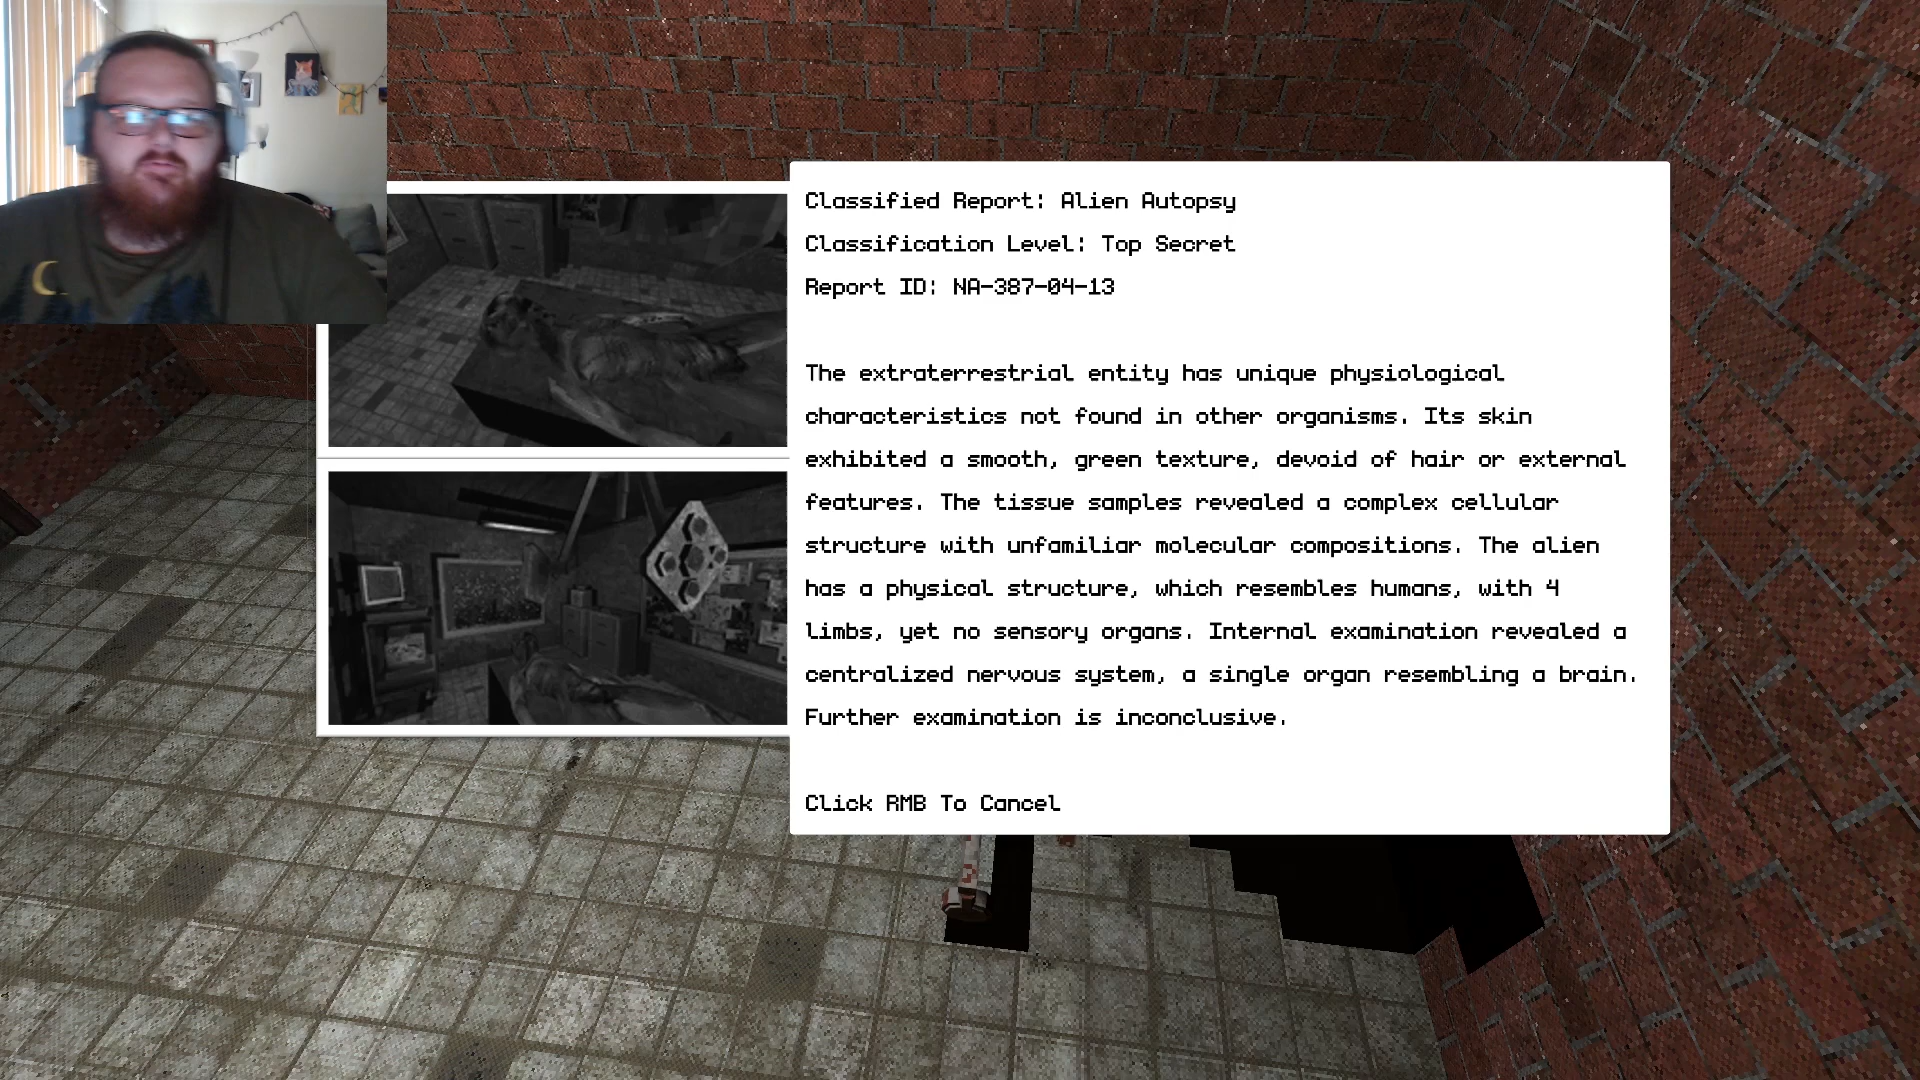 Classified Report: Alien Autopsy
Classification Level: Top Secret
Report ID: NA-387-04-13
The extraterrestrial entity has unique physiological
characteristics not found in other organisms. Its skin
exhibited a smooth, green texture, devoid of hair or external
features. The tissue samples revealed a complex cellular
structure with unfamiliar molecular compositions. The alien
has a physical structure, which resembles humans, with 4
limbs, yet no sensory organs. Internal examination revealed a
centralized nervous system, a single organ resembling a brain.
Further examination is inconclusive.
Click RMB To Cancel